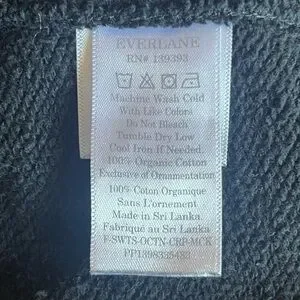 EVERLANE
RN# 139393
Machine Wash Cold
With Like Colors
Do Not Bleach
Tumble Dry Low
Cool Iron If Needed.
100% Organic Cotton
Exclusive of Ornamentation
100% Coton Organique
Sans L'ornement
Made in Sri Lanka.
Fabriqué au Sri Lanka
F-SWTS-OCTN-CRP-MCK